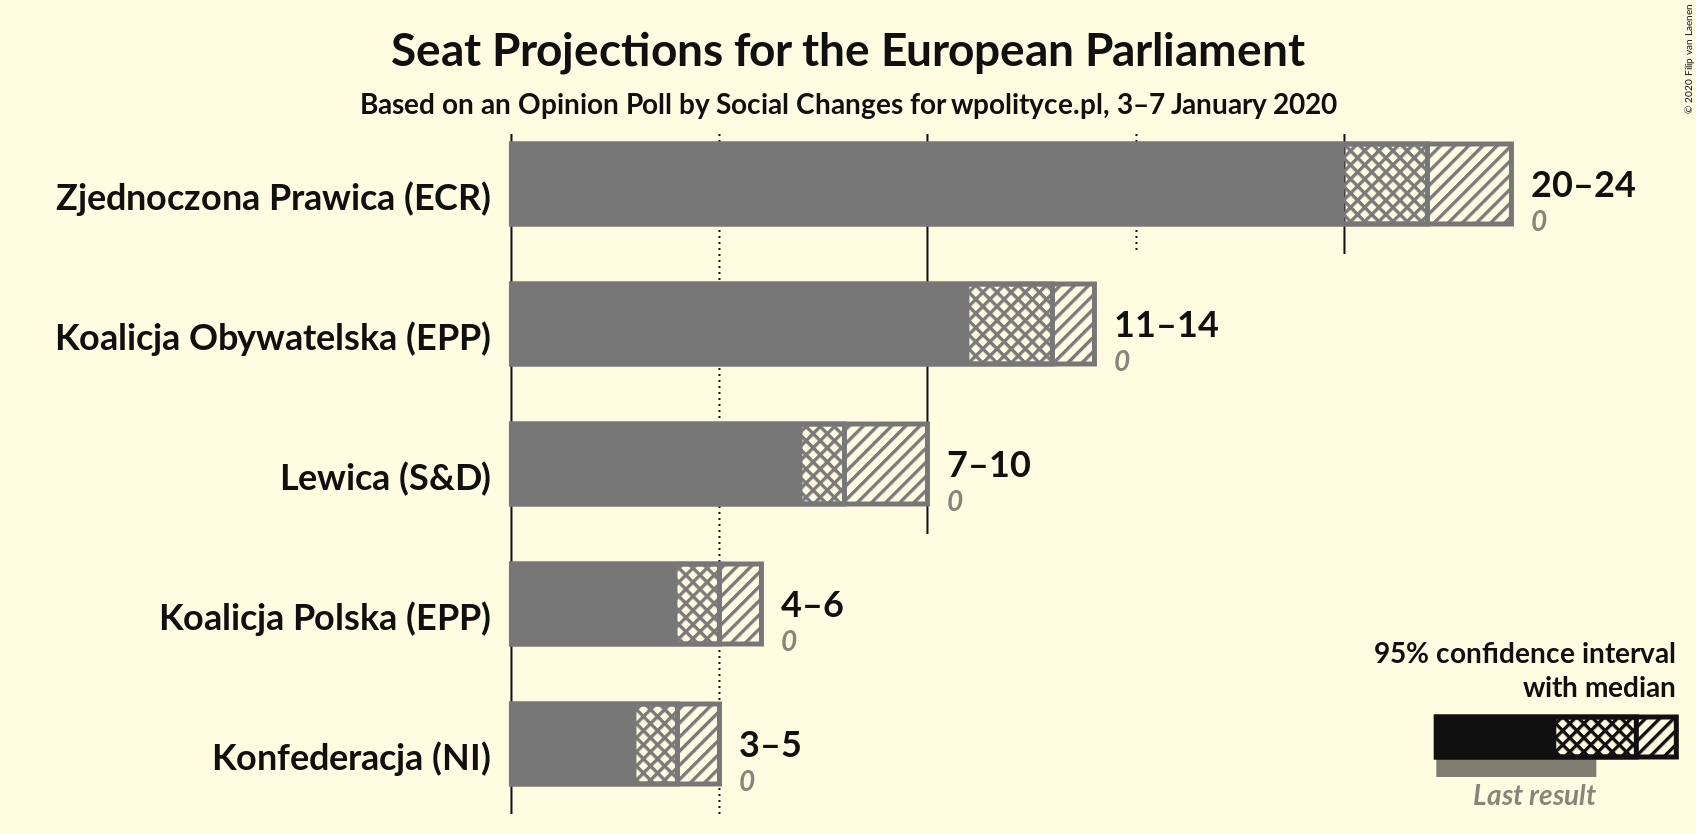 Seat Projections for the European Parliament
Based on an Opinion Poll by Social Changes for wpolityce.pl, 3–7 January 2020
© 2020 Filip van Laenen
Zjednoczona Prawica (ECR)
20–24
0
Koalicja Obywatelska (EPP)
11–14
0
Lewica (S&D)
7–10
0
Koalicja Polska (EPP)
4–6
0
Konfederacja (NI)
3–5
0
95% confidence interval
with median
Last result